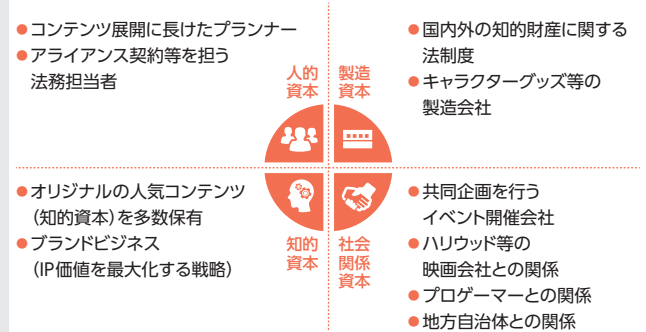 ●コンテンツ展開に長けたプランナー
●アライアンス契約等を担う
法務担当者
人的
資本
製造
資本
●国内外の知的財産に関する
法制度
●キャラクターグッズ等の
製造会社
●オリジナルの人気コンテンツ
（知的資本）を多数保有
●ブランドビジネス
（IP価値を最大化する戦略）
知的
資本
社会
関係
資本
●共同企画を行う
イベント開催会社
●ハリウッド等の
映画会社との関係
●プロゲーマーとの関係
●地方自治体との関係